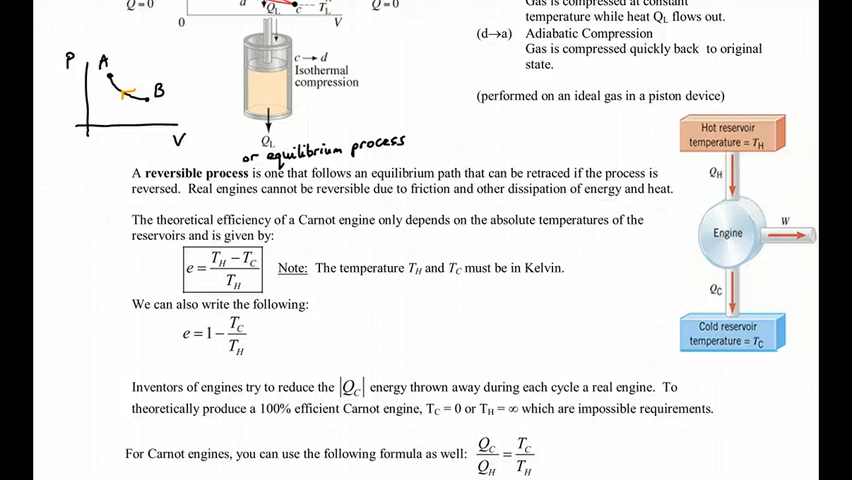 Q = 0
d
Q_L
c
T_L
Q = 0
0
V
Gas is compressed at constant
temperature while heat Q_L flows out.
(d→a) Adiabatic Compression
Gas is compressed quickly back to original
state.
P
A
B
V
c → d
Isothermal
compression
Q_L
(performed on an ideal gas in a piston device)
or equilibrium process
A reversible process is one that follows an equilibrium path that can be retraced if the process is
reversed. Real engines cannot be reversible due to friction and other dissipation of energy and heat.
The theoretical efficiency of a Carnot engine only depends on the absolute temperatures of the
reservoirs and is given by:
e = (T_H − T_C) / T_H
Note: The temperature T_H and T_C must be in Kelvin.
We can also write the following:
e = 1 − T_C / T_H
Hot reservoir
temperature = T_H
Q_H
Engine
W
Q_C
Cold reservoir
temperature = T_C
Inventors of engines try to reduce the |Q_C| energy thrown away during each cycle a real engine. To
theoretically produce a 100% efficient Carnot engine, T_C = 0 or T_H = ∞ which are impossible requirements.
For Carnot engines, you can use the following formula as well: Q_C / Q_H = T_C / T_H